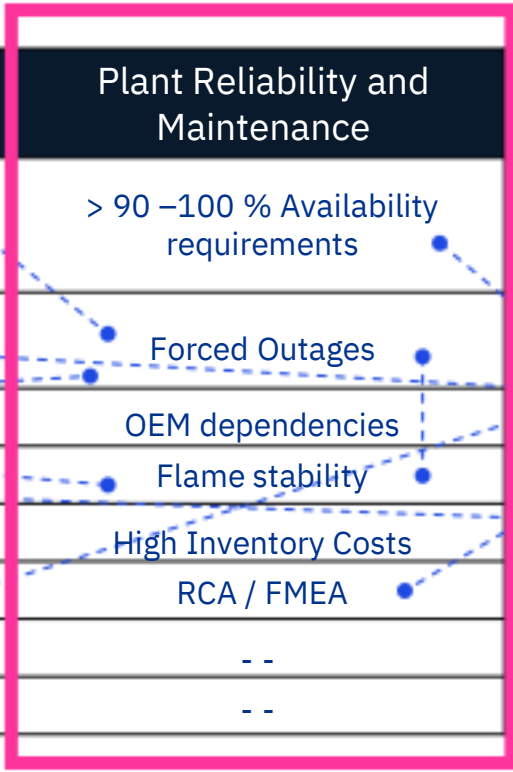 Plant Reliability and
Maintenance
> 90 –100 % Availability
requirements
Forced Outages
OEM dependencies
Flame stability
High Inventory Costs
RCA / FMEA
- -
- -